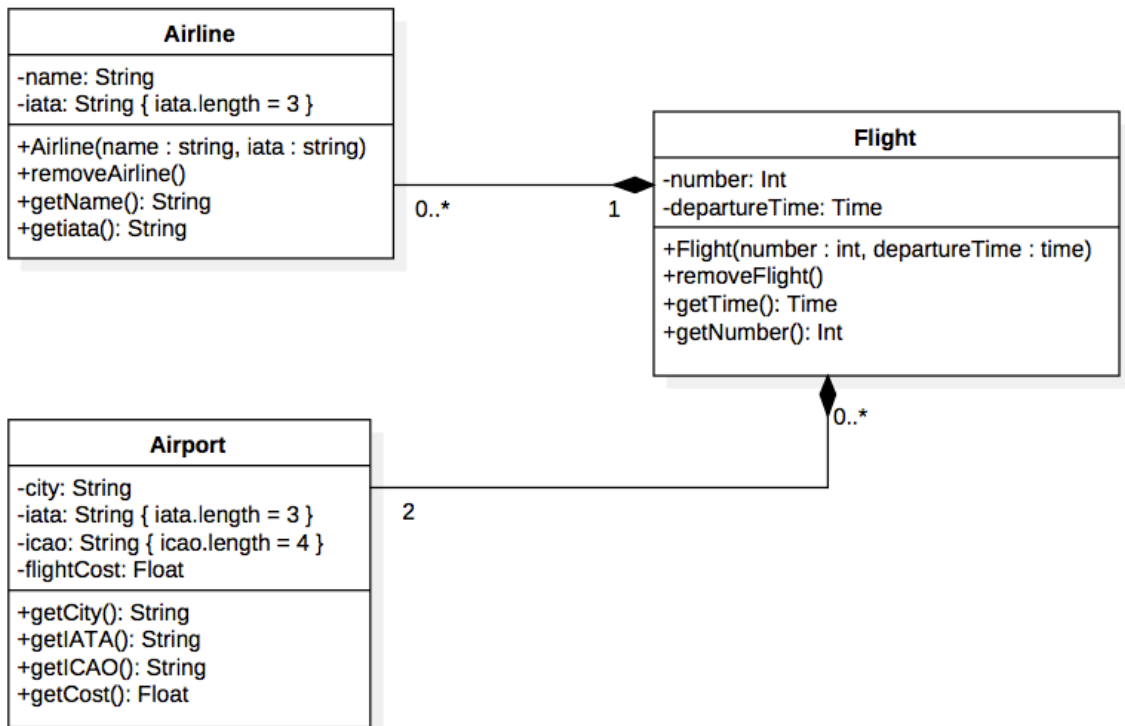 Airline
-name: String
-iata: String { iata.length = 3 }
+Airline(name : string, iata : string)
+removeAirline()
+getName(): String
+getiata(): String
0..*
1
Flight
-number: Int
-departureTime: Time
+Flight(number : int, departureTime : time)
+removeFlight()
+getTime(): Time
+getNumber(): Int
0..*
2
Airport
-city: String
-iata: String { iata.length = 3 }
-icao: String { icao.length = 4 }
-flightCost: Float
+getCity(): String
+getIATA(): String
+getICAO(): String
+getCost(): Float